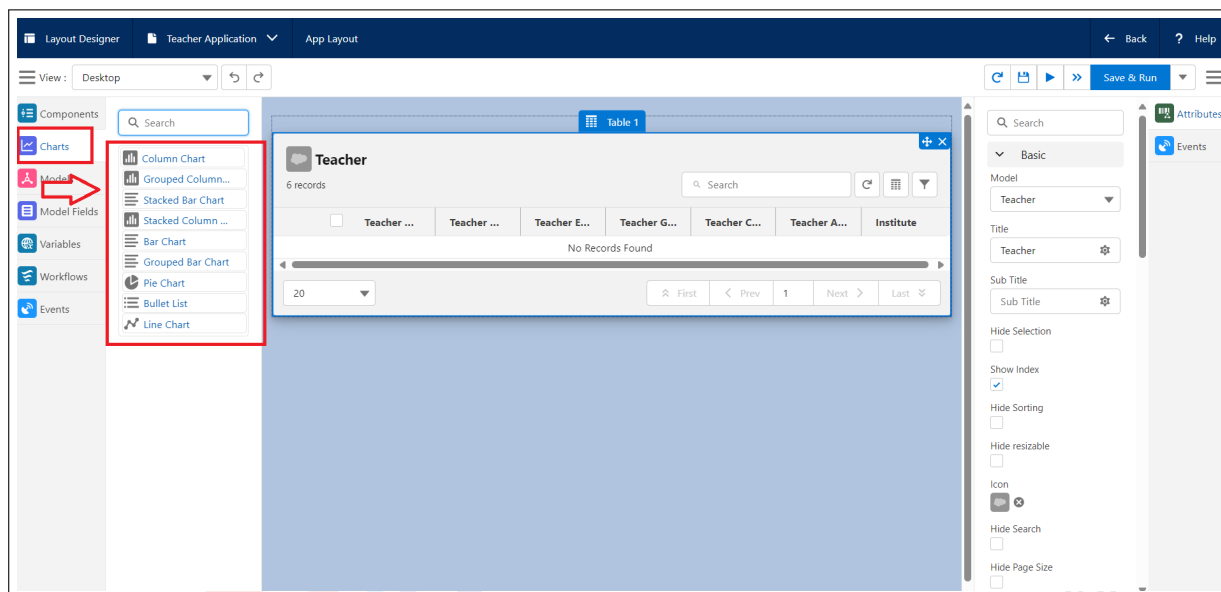 Layout Designer
Teacher Application
App Layout
Back
? Help
View :
Desktop
Save & Run
Components
Charts
Model
Model Fields
Variables
Workflows
Events
Search
Column Chart
Grouped Column...
Stacked Bar Chart
Stacked Column ...
Bar Chart
Grouped Bar Chart
Pie Chart
Bullet List
Line Chart
Table 1
Teacher
6 records
Search
Teacher ...
Teacher ...
Teacher E...
Teacher G...
Teacher C...
Teacher A...
Institute
No Records Found
20
First
Prev
1
Next
Last
Search
Basic
Model
Teacher
Title
Teacher
Sub Title
Sub Title
Hide Selection
Show Index
Hide Sorting
Hide resizable
Icon
Hide Search
Hide Page Size
Attributes
Events